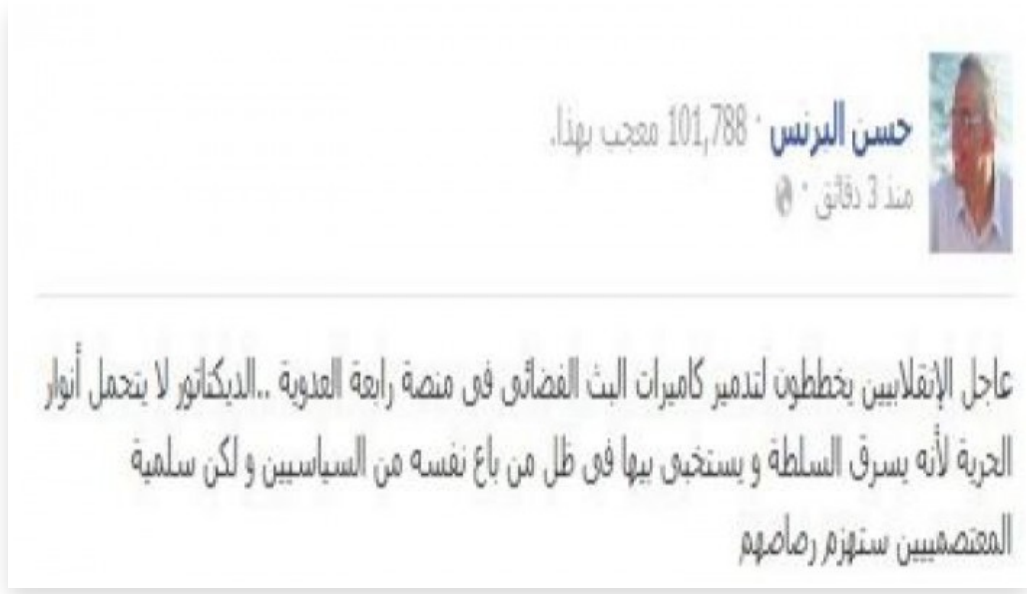 حسن البرنس · 101,788 معجب بهذا.
منذ 3 دقائق ·
عاجل الإنقلابيين يخططون لتدمير كاميرات البث الفضائى فى منصة رابعة العدوية ..الديكتاتور لا يتحمل أنوار
الحرية لأنه يسرق السلطة و يستخبى بيها فى ظل من باع نفسه من السياسيين و لكن سلمية
المعتصميين ستهزم رصاصهم